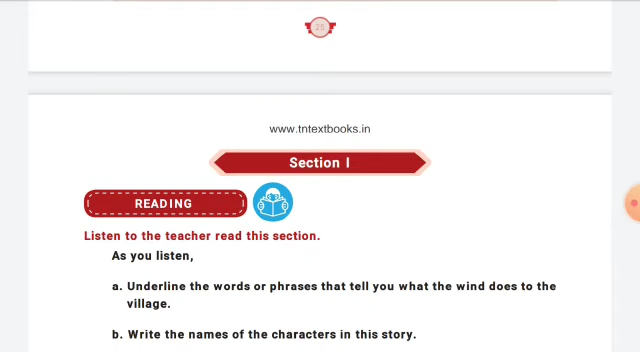 25
www.tntextbooks.in
Section I
READING
Listen to the teacher read this section.
As you listen,
a. Underline the words or phrases that tell you what the wind does to the
village.
b. Write the names of the characters in this story.